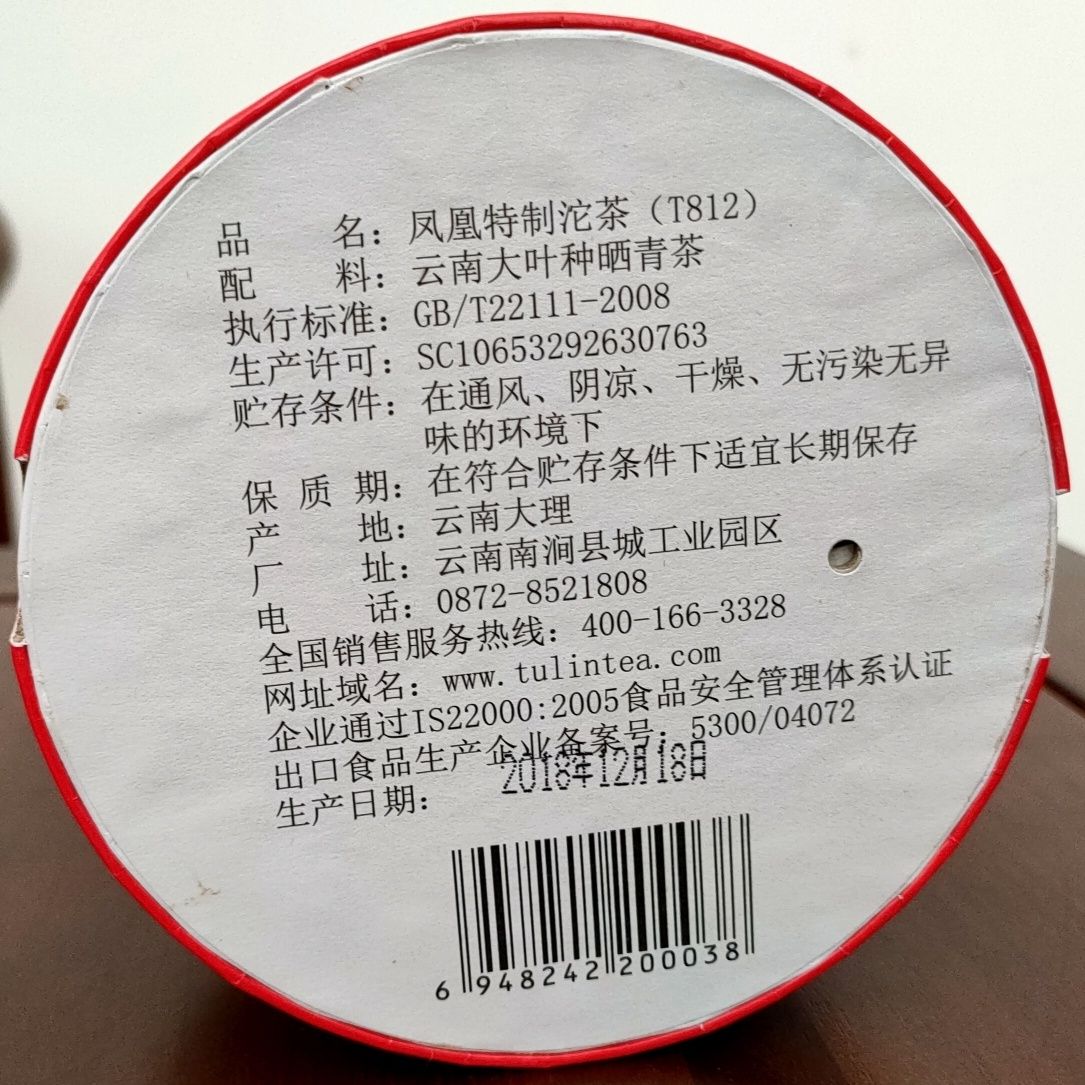 品 名：凤凰特制沱茶（T812）
配 料：云南大叶种晒青茶
执行标准：GB/T22111-2008
生产许可：SC10653292630763
贮存条件：在通风、阴凉、干燥、无污染无异
味的环境下
保 质 期：在符合贮存条件下适宜长期保存
产 地：云南大理
厂 址：云南南涧县城工业园区
电 话：0872-8521808
全国销售服务热线：400-166-3328
网址域名：www.tulintea.com
企业通过IS22000:2005食品安全管理体系认证
出口食品生产企业备案号：5300/04072
生产日期：2018年12月18日
6 948242 200038